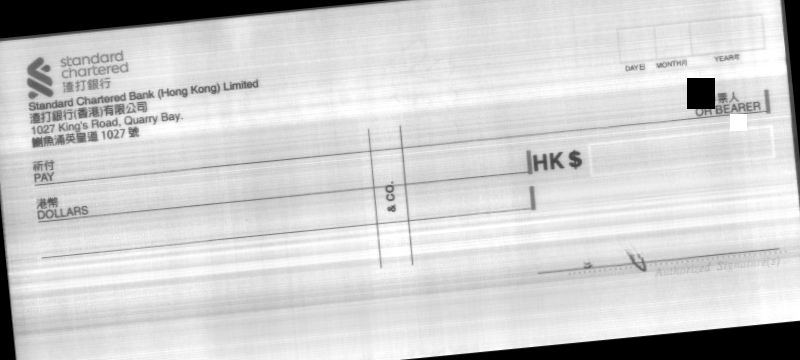 standard
chartered
渣打銀行
Standard Chartered Bank (Hong Kong) Limited
渣打銀行(香港)有限公司
1027 King's Road, Quarry Bay.
鰂魚涌英皇道 1027 號
DAY日 MONTH月 YEAR年
票人
OR BEARER
祈付
PAY
HK $
港幣
DOLLARS
& CO.
Authorized Signature(s)